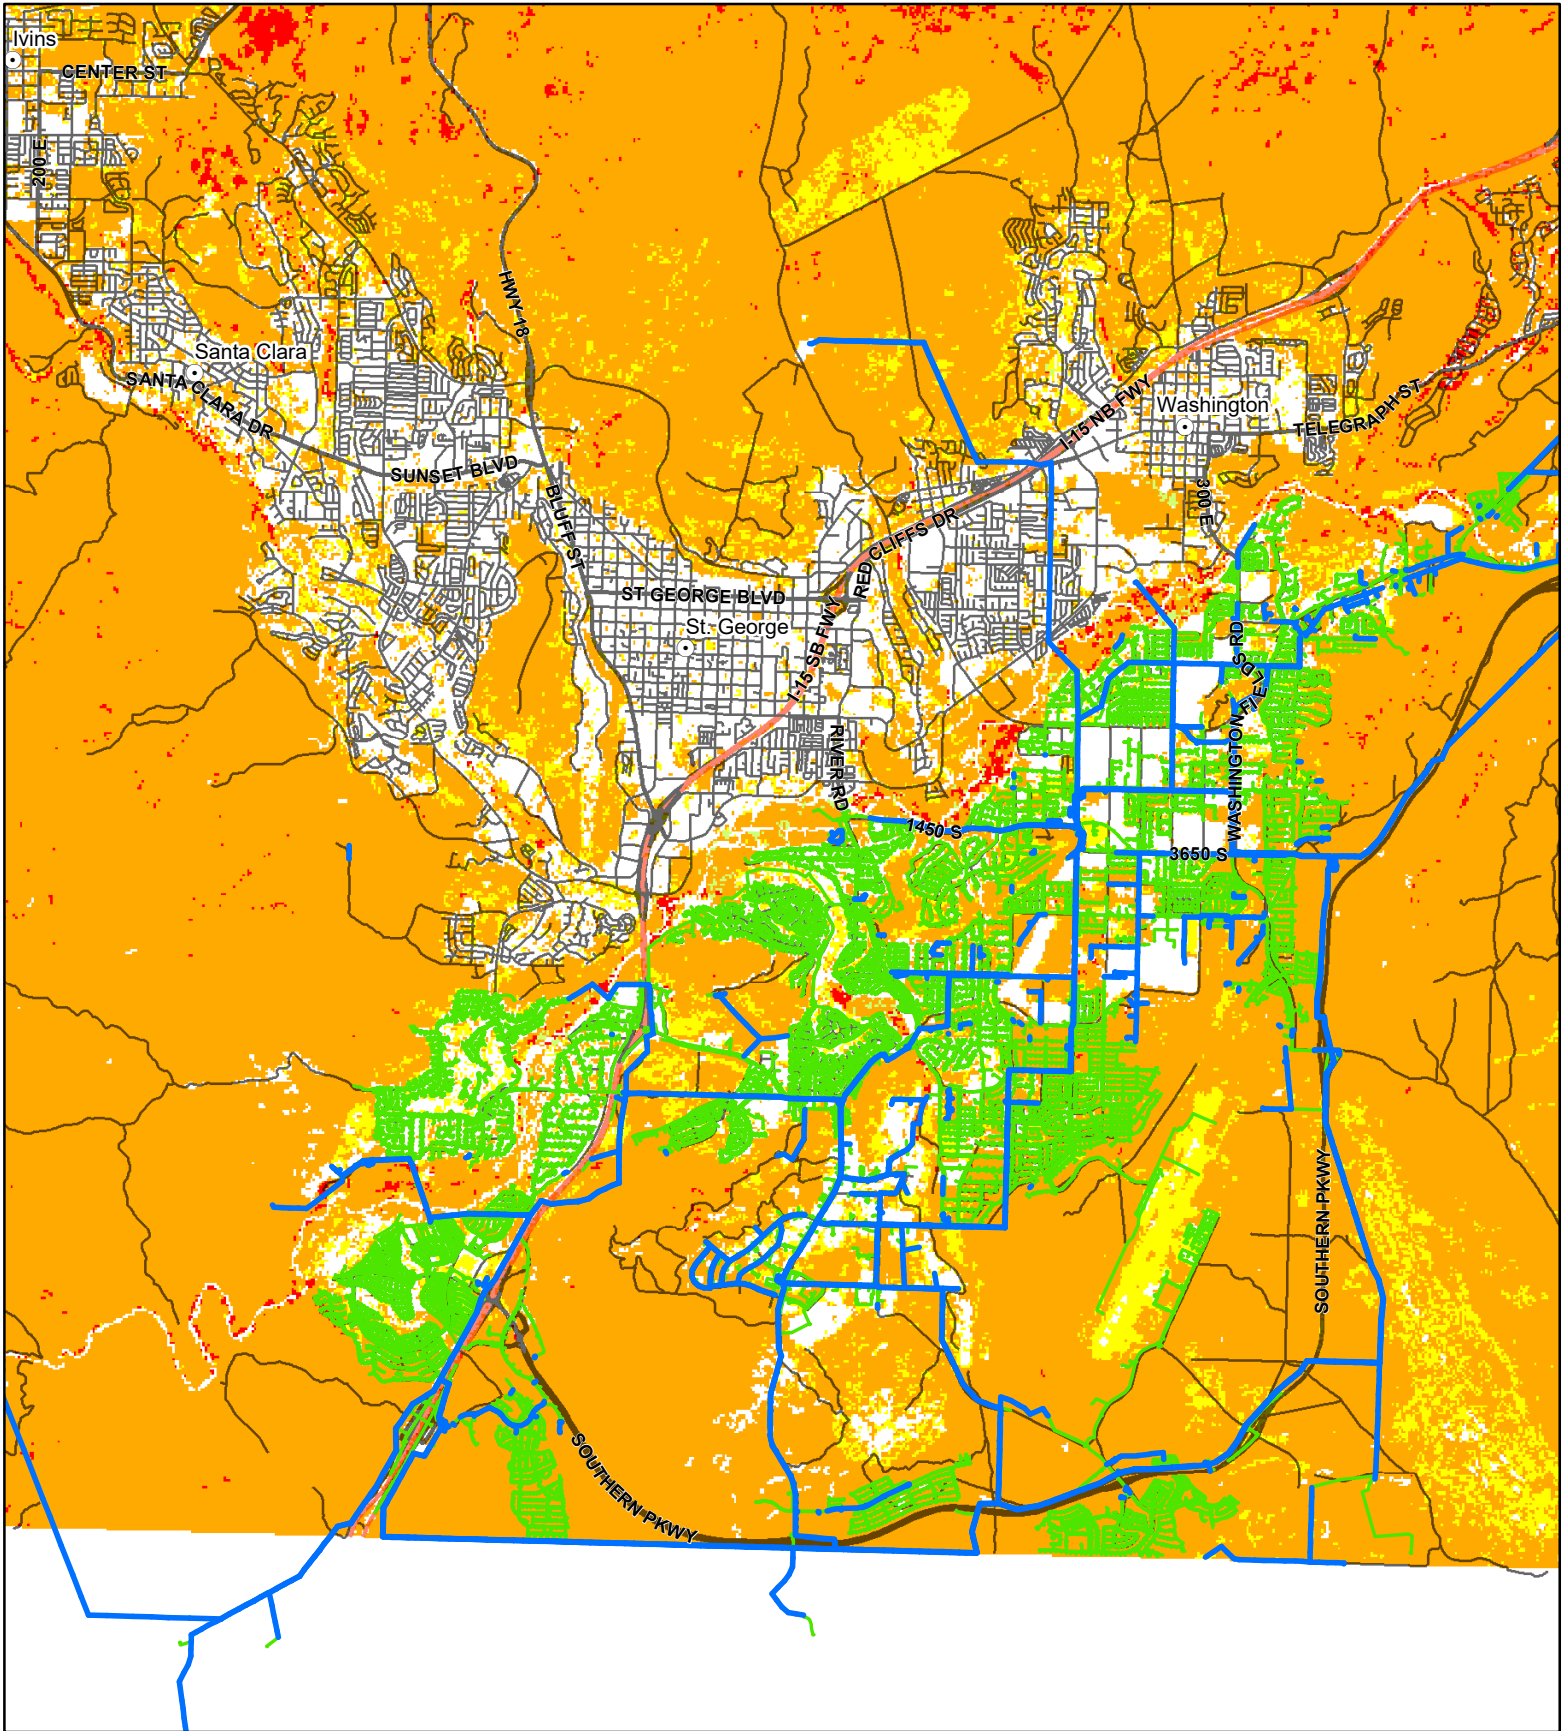 Ivins
CENTER ST
200 E
HWY 18
Santa Clara
SANTA CLARA DR
SUNSET BLVD
BLUFF ST
I-15 NB FWY
Washington
TELEGRAPH ST
300 E
RED CLIFFS DR
ST GEORGE BLVD
St. George
I-15 SB FWY
RIVER RD
WASHINGTON FIELDS RD
1450 S
3650 S
SOUTHERN PKWY
SOUTHERN PKWY